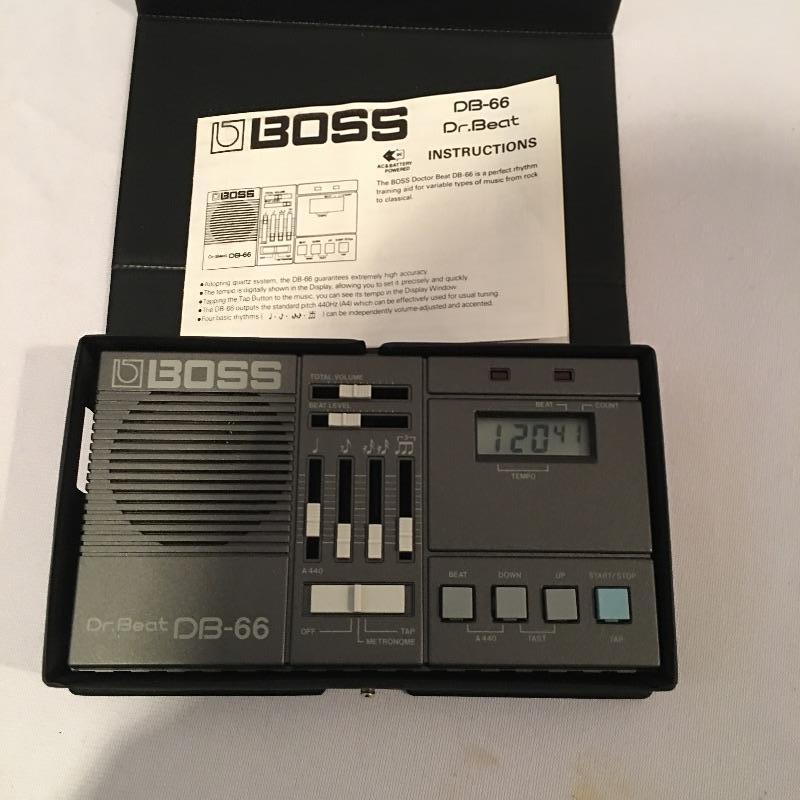 BOSS
DB-66
Dr.Beat
INSTRUCTIONS
AC & BATTERY
POWERED
The BOSS Doctor Beat DB-66 is a perfect rhythm
training aid for variable types of music from rock
to classical.
BOSS
TOTAL VOLUME
Dr.Beat DB-66
●Adopting quartz system, the DB-66 guarantees extremely high accuracy.
●The tempo is digitally shown in the Display, allowing you to set it precisely and quickly.
●Tapping the Tap Button to the music, you can see its tempo in the Display Window.
●The DB-66 outputs the standard pitch 440Hz (A4) which can be effectively used for usual tuning.
●Four basic rhythms ( ) can be independently volume-adjusted and accented.
BOSS
TOTAL VOLUME
BEAT LEVEL
3
BEAT COUNT
120 41
TEMPO
A 440
BEAT DOWN UP START/STOP
Dr.Beat DB-66
OFF TAP
METRONOME
A 440 FAST TAP